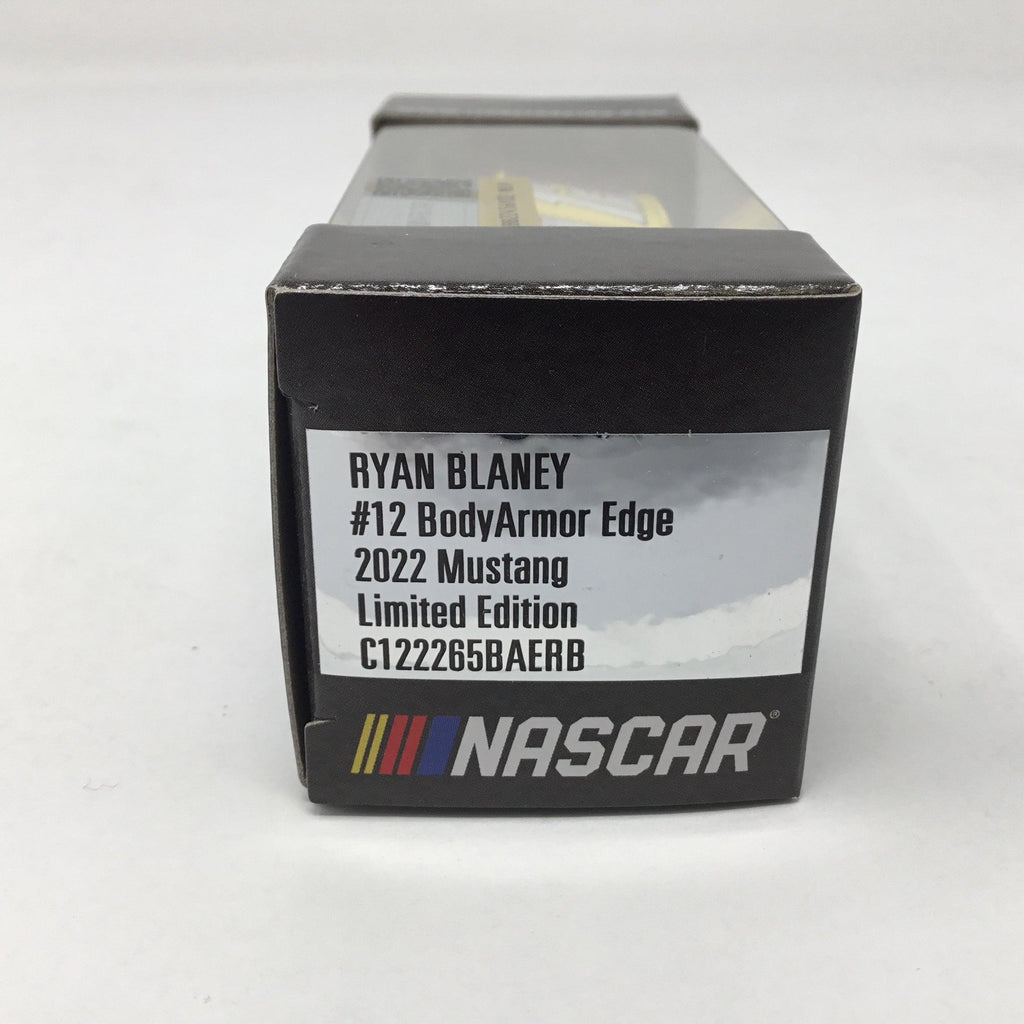 RYAN BLANEY
#12 BodyArmor Edge
2022 Mustang
Limited Edition
C122265BAERB
NASCAR®